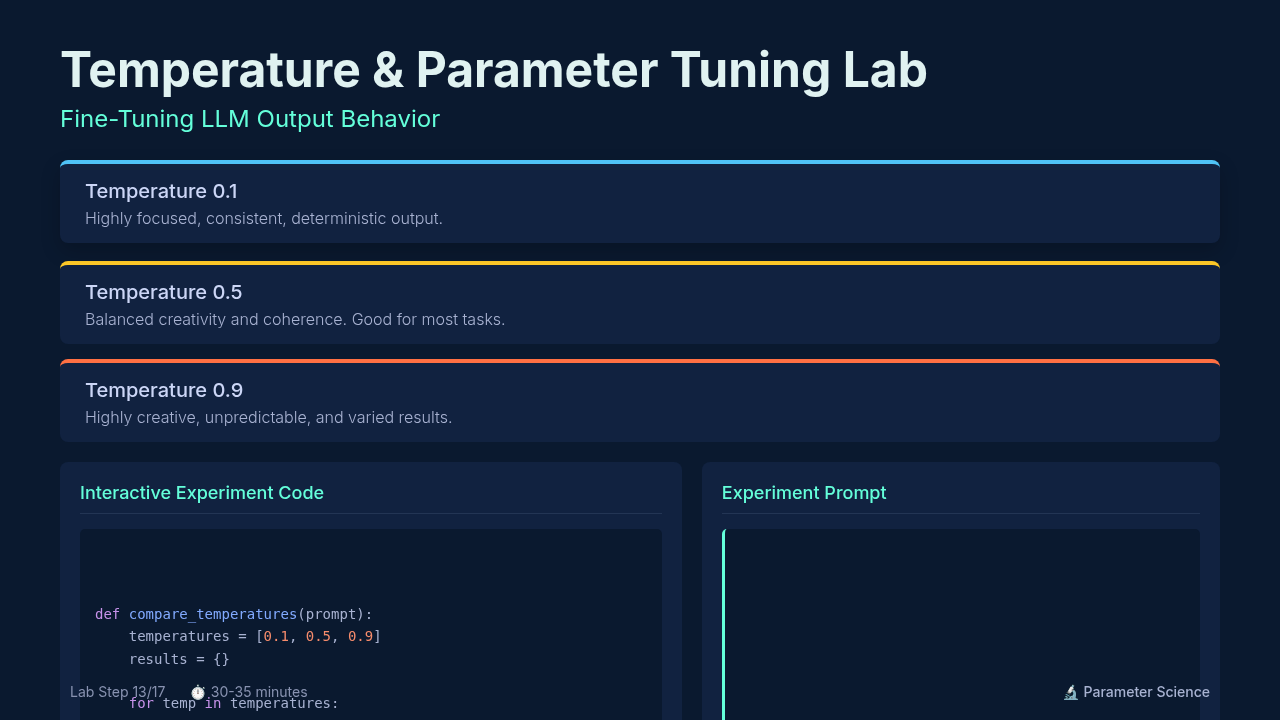 Temperature & Parameter Tuning Lab
Fine-Tuning LLM Output Behavior
Temperature 0.1
Highly focused, consistent, deterministic output.
Temperature 0.5
Balanced creativity and coherence. Good for most tasks.
Temperature 0.9
Highly creative, unpredictable, and varied results.
Interactive Experiment Code
def compare_temperatures(prompt):
    temperatures = [0.1, 0.5, 0.9]
    results = {}
    for temp in temperatures:
Experiment Prompt
Lab Step 13/17 ⏱️ 30-35 minutes
🔬 Parameter Science